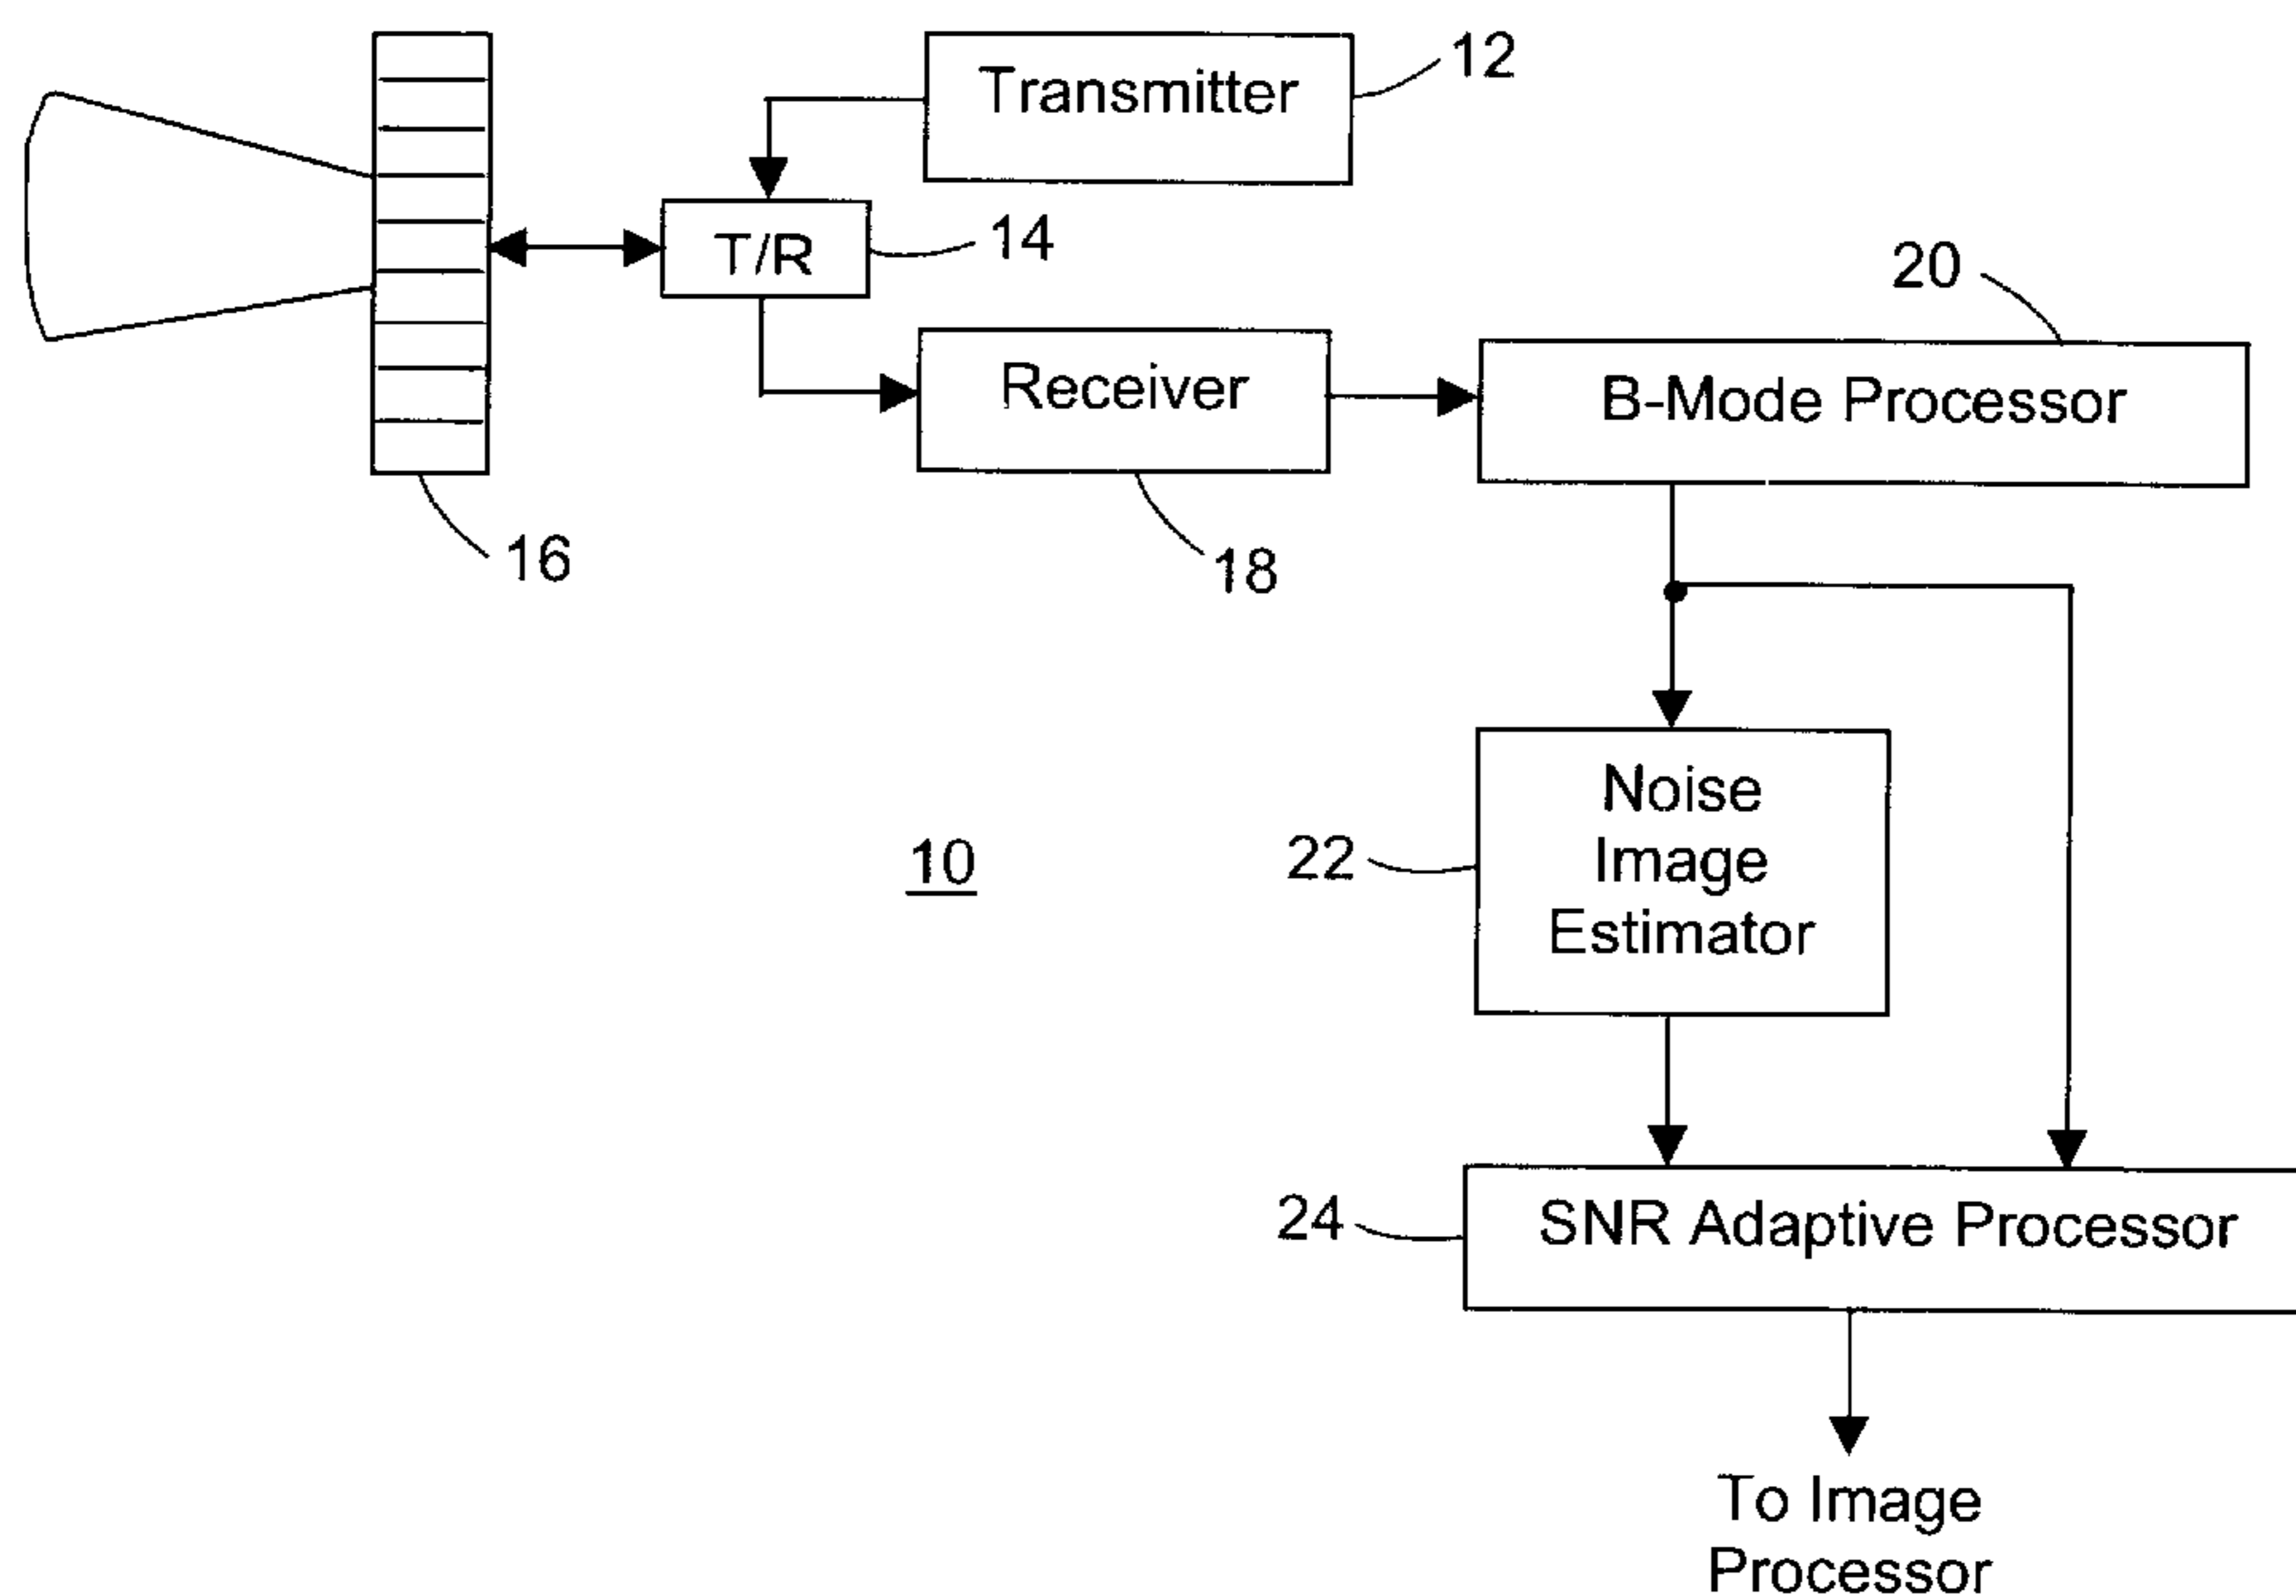 Transmitter
12
T/R
14
20
Receiver
B-Mode Processor
16
18
Noise
Image
Estimator
22
10
24
SNR Adaptive Processor
To Image
Processor